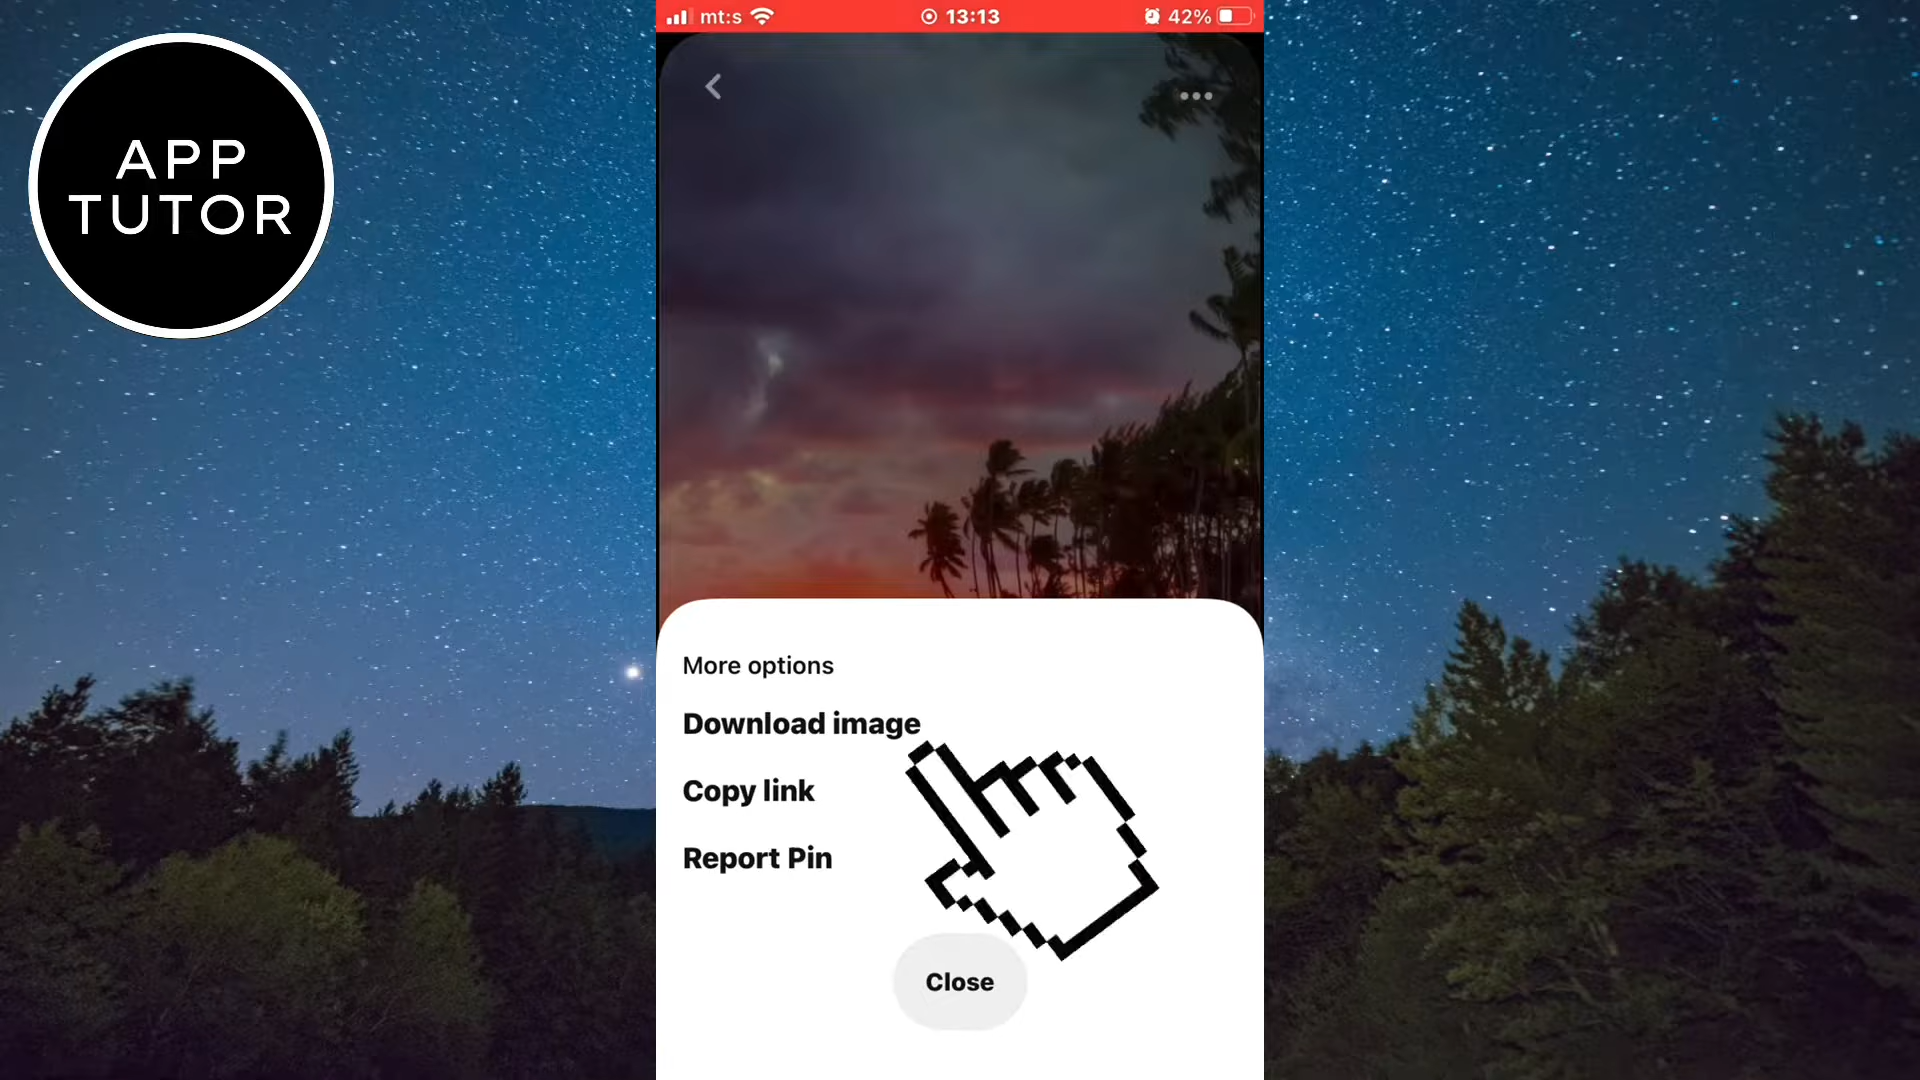 APP
TUTOR
mt:s
13:13
42%
More options
Download image
Copy link
Report Pin
Close